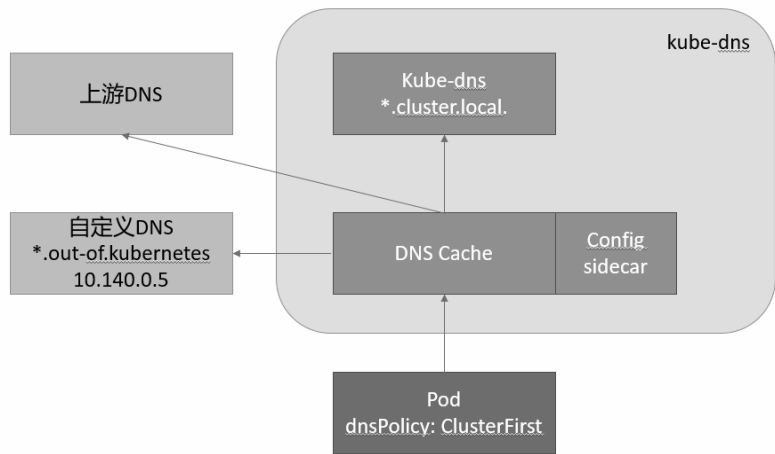 kube-dns
上游DNS
Kube-dns
*.cluster.local.
自定义DNS
*.out-of.kubernetes
10.140.0.5
DNS Cache
Config
sidecar
Pod
dnsPolicy: ClusterFirst